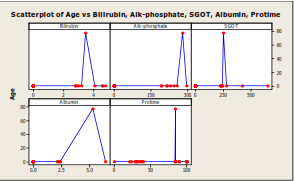 Scatterplot of Age vs Bilirubin, Alk-phosphate, SGOT, Albumin, Protime
Bilirubin Alk-phosphate SGOT
80
60
40
20
0
0 2 4 0 150 300 0 250 500
Age
Albumin Protime
80
60
40
20
0
0.0 2.5 5.0 0 50 100